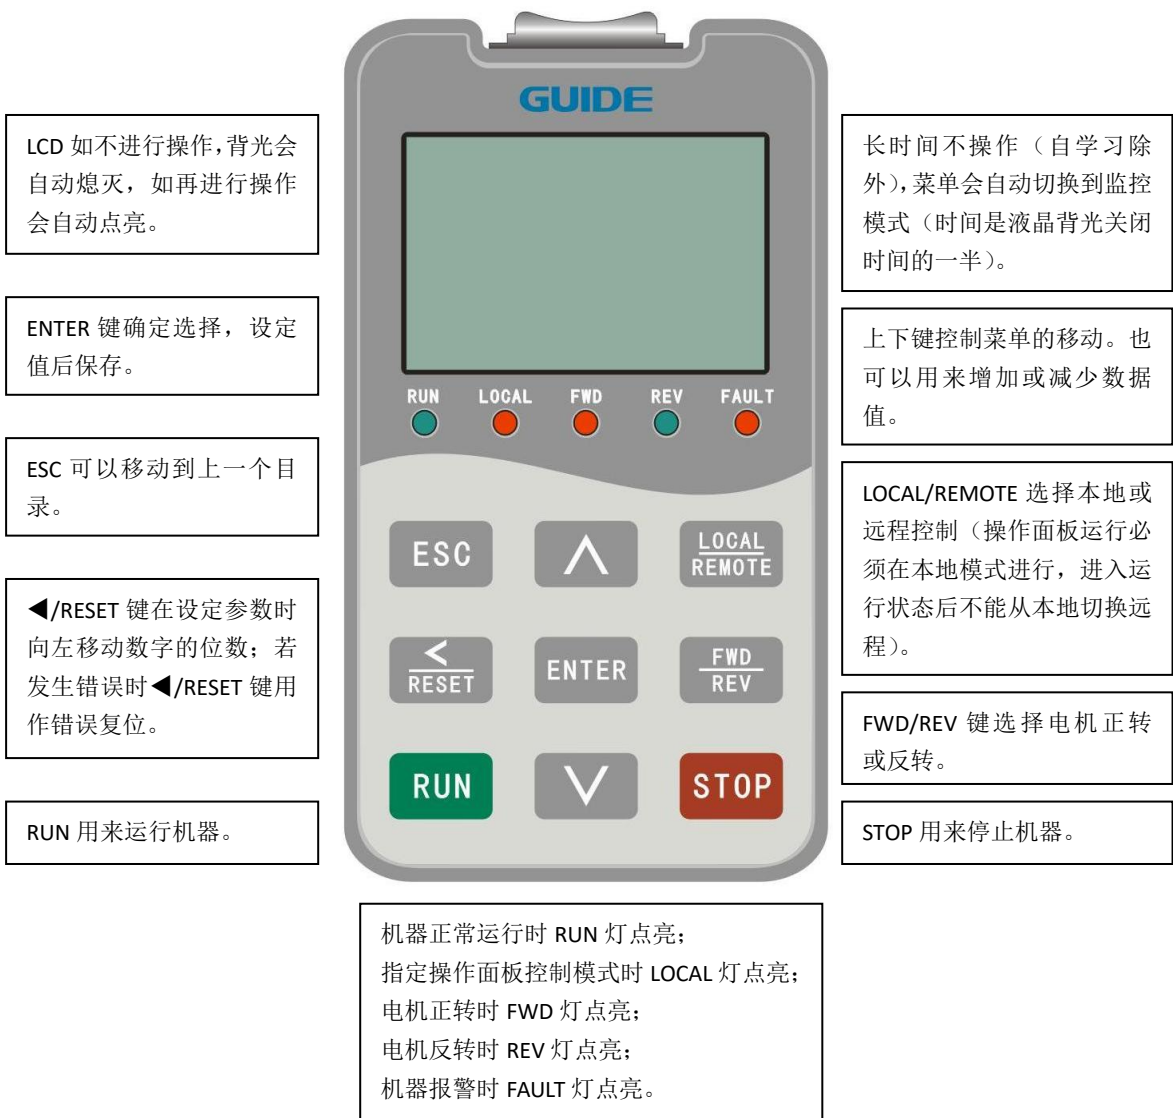 GUIDE
LCD 如不进行操作，背光会
自动熄灭，如再进行操作
会自动点亮。
ENTER 键确定选择，设定
值后保存。
ESC 可以移动到上一个目
录。
◀/RESET 键在设定参数时
向左移动数字的位数；若
发生错误时◀/RESET 键用
作错误复位。
RUN 用来运行机器。
RUN LOCAL FWD REV FAULT
ESC ∧ LOCAL
REMOTE
<
RESET ENTER FWD
REV
RUN ∨ STOP
长时间不操作（自学习除
外），菜单会自动切换到监控
模式（时间是液晶背光关闭
时间的一半）。
上下键控制菜单的移动。也
可以用来增加或减少数据
值。
LOCAL/REMOTE 选择本地或
远程控制（操作面板运行必
须在本地模式进行，进入运
行状态后不能从本地切换远
程）。
FWD/REV 键选择电机正转
或反转。
STOP 用来停止机器。
机器正常运行时 RUN 灯点亮；
指定操作面板控制模式时 LOCAL 灯点亮；
电机正转时 FWD 灯点亮；
电机反转时 REV 灯点亮；
机器报警时 FAULT 灯点亮。